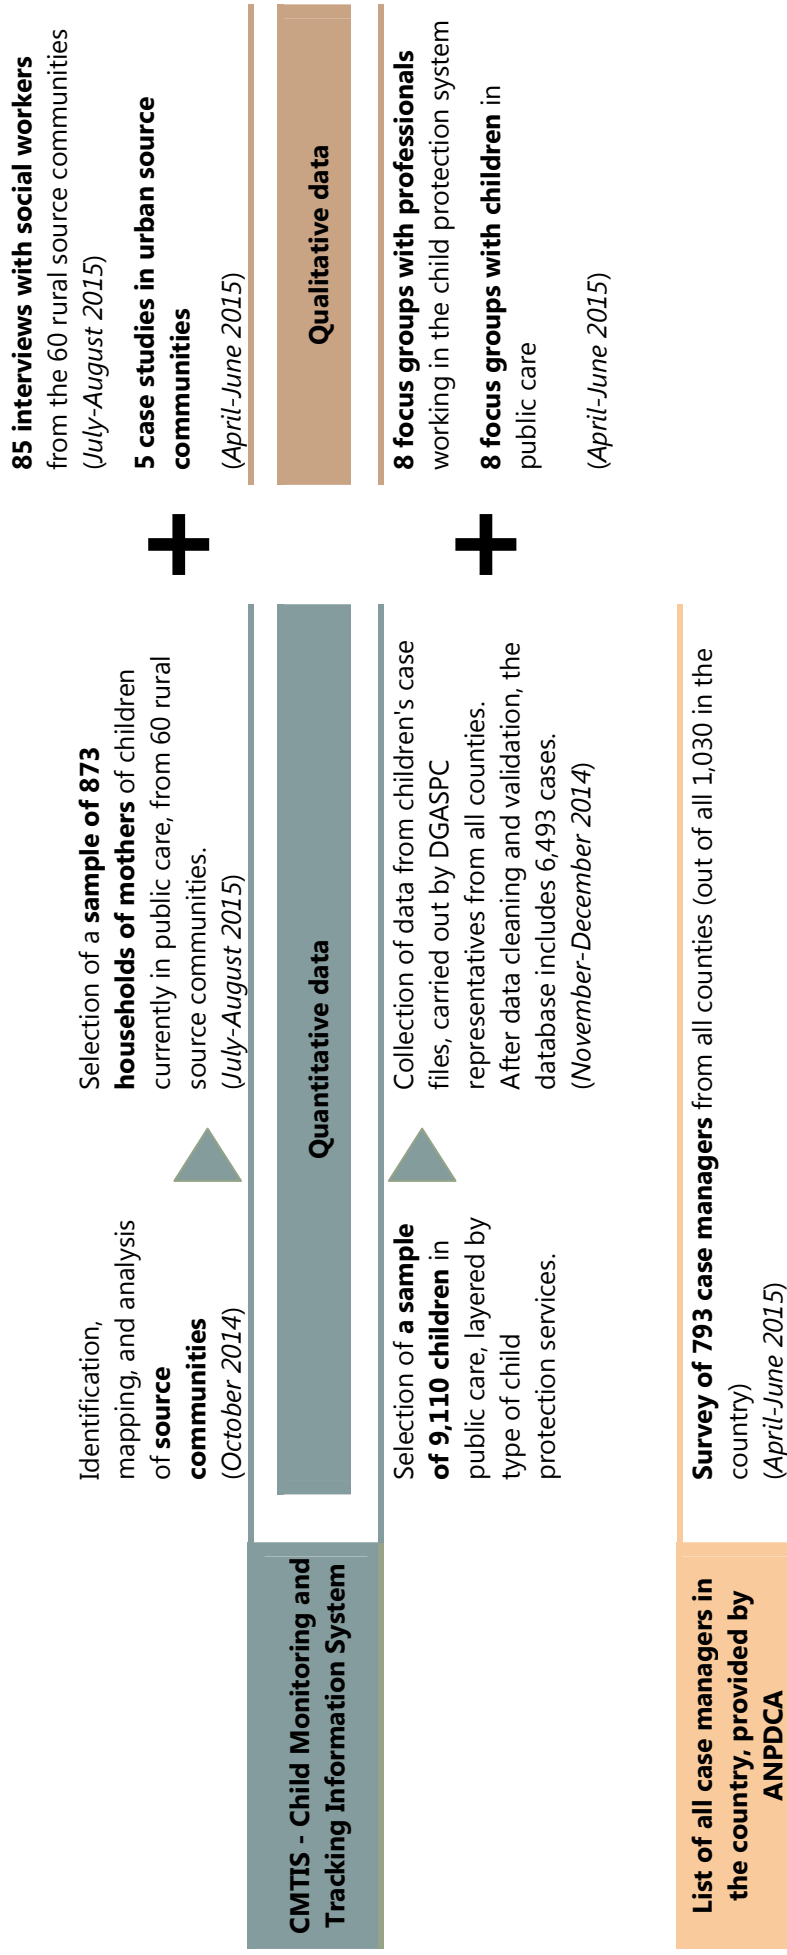 CMTIS - Child Monitoring and
Tracking Information System
Identification,
mapping, and analysis
of source
communities
(October 2014)
Selection of a sample of 873
households of mothers of children
currently in public care, from 60 rural
source communities.
(July-August 2015)
+
85 interviews with social workers
from the 60 rural source communities
(July-August 2015)
5 case studies in urban source
communities
(April-June 2015)
Quantitative data
Qualitative data
Selection of a sample
of 9,110 children in
public care, layered by
type of child
protection services.
Collection of data from children's case
files, carried out by DGASPC
representatives from all counties.
After data cleaning and validation, the
database includes 6,493 cases.
(November-December 2014)
+
8 focus groups with professionals
working in the child protection system
8 focus groups with children in
public care
(April-June 2015)
List of all case managers in
the country, provided by
ANPDCA
Survey of 793 case managers from all counties (out of all 1,030 in the
country)
(April-June 2015)